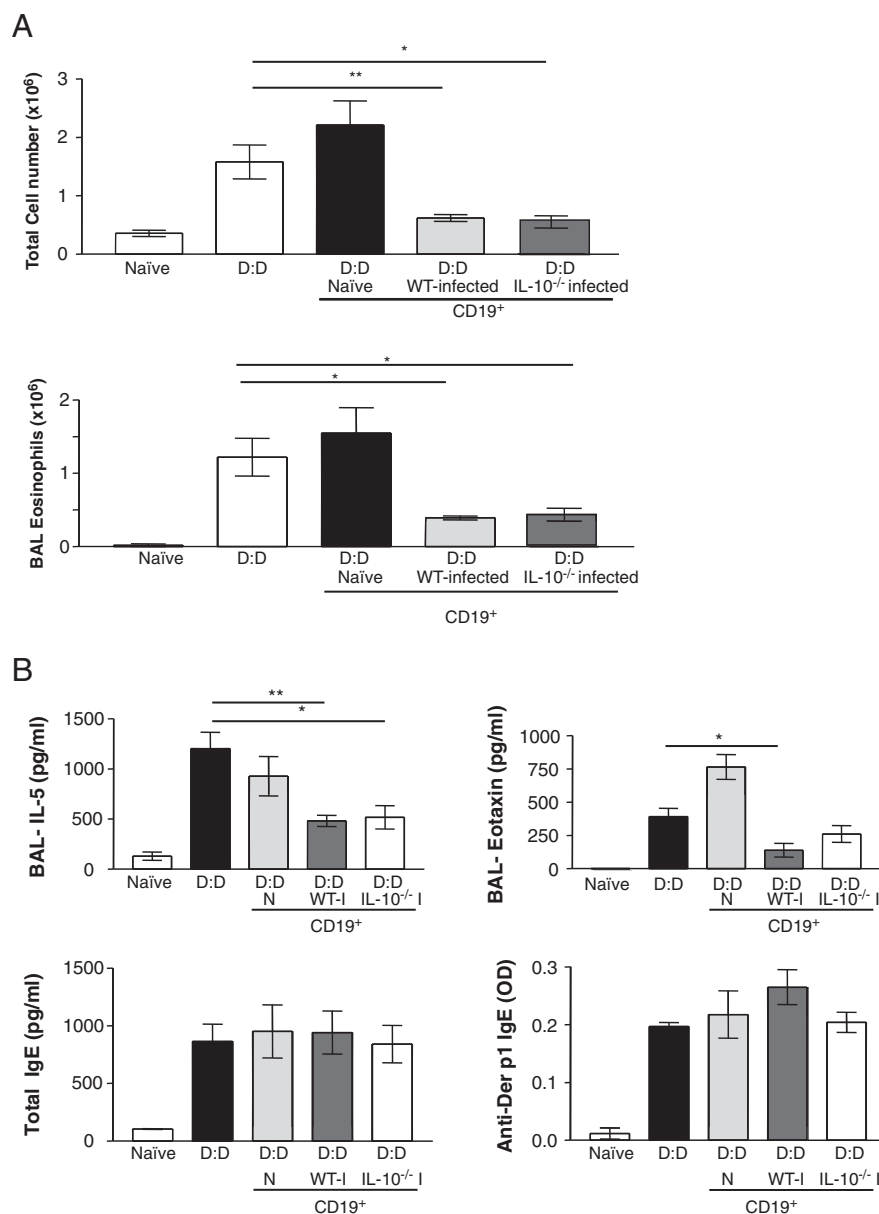 A
*
**
Total Cell number (x10⁶)
3
2
1
0
Naïve
D:D
D:D
Naïve
D:D
WT-infected
D:D
IL-10⁻/⁻ infected
CD19⁺
*
*
BAL Eosinophils (x10⁶)
2
1
0
Naïve
D:D
D:D
Naïve
D:D
WT-infected
D:D
IL-10⁻/⁻ infected
CD19⁺
B
**
*
BAL- IL-5 (pg/ml)
1500
1000
500
0
Naïve
D:D
D:D
N
D:D
WT-I
D:D
IL-10⁻/⁻ I
CD19⁺
*
BAL- Eotaxin (pg/ml)
1000
750
500
250
0
Naïve
D:D
D:D
N
D:D
WT-I
D:D
IL-10⁻/⁻ I
CD19⁺
Total IgE (pg/ml)
1500
1000
500
0
Naïve
D:D
D:D
N
D:D
WT-I
D:D
IL-10⁻/⁻ I
CD19⁺
Anti-Der p1 IgE (OD)
0.3
0.2
0.1
0.0
Naïve
D:D
D:D
N
D:D
WT-I
D:D
IL-10⁻/⁻ I
CD19⁺